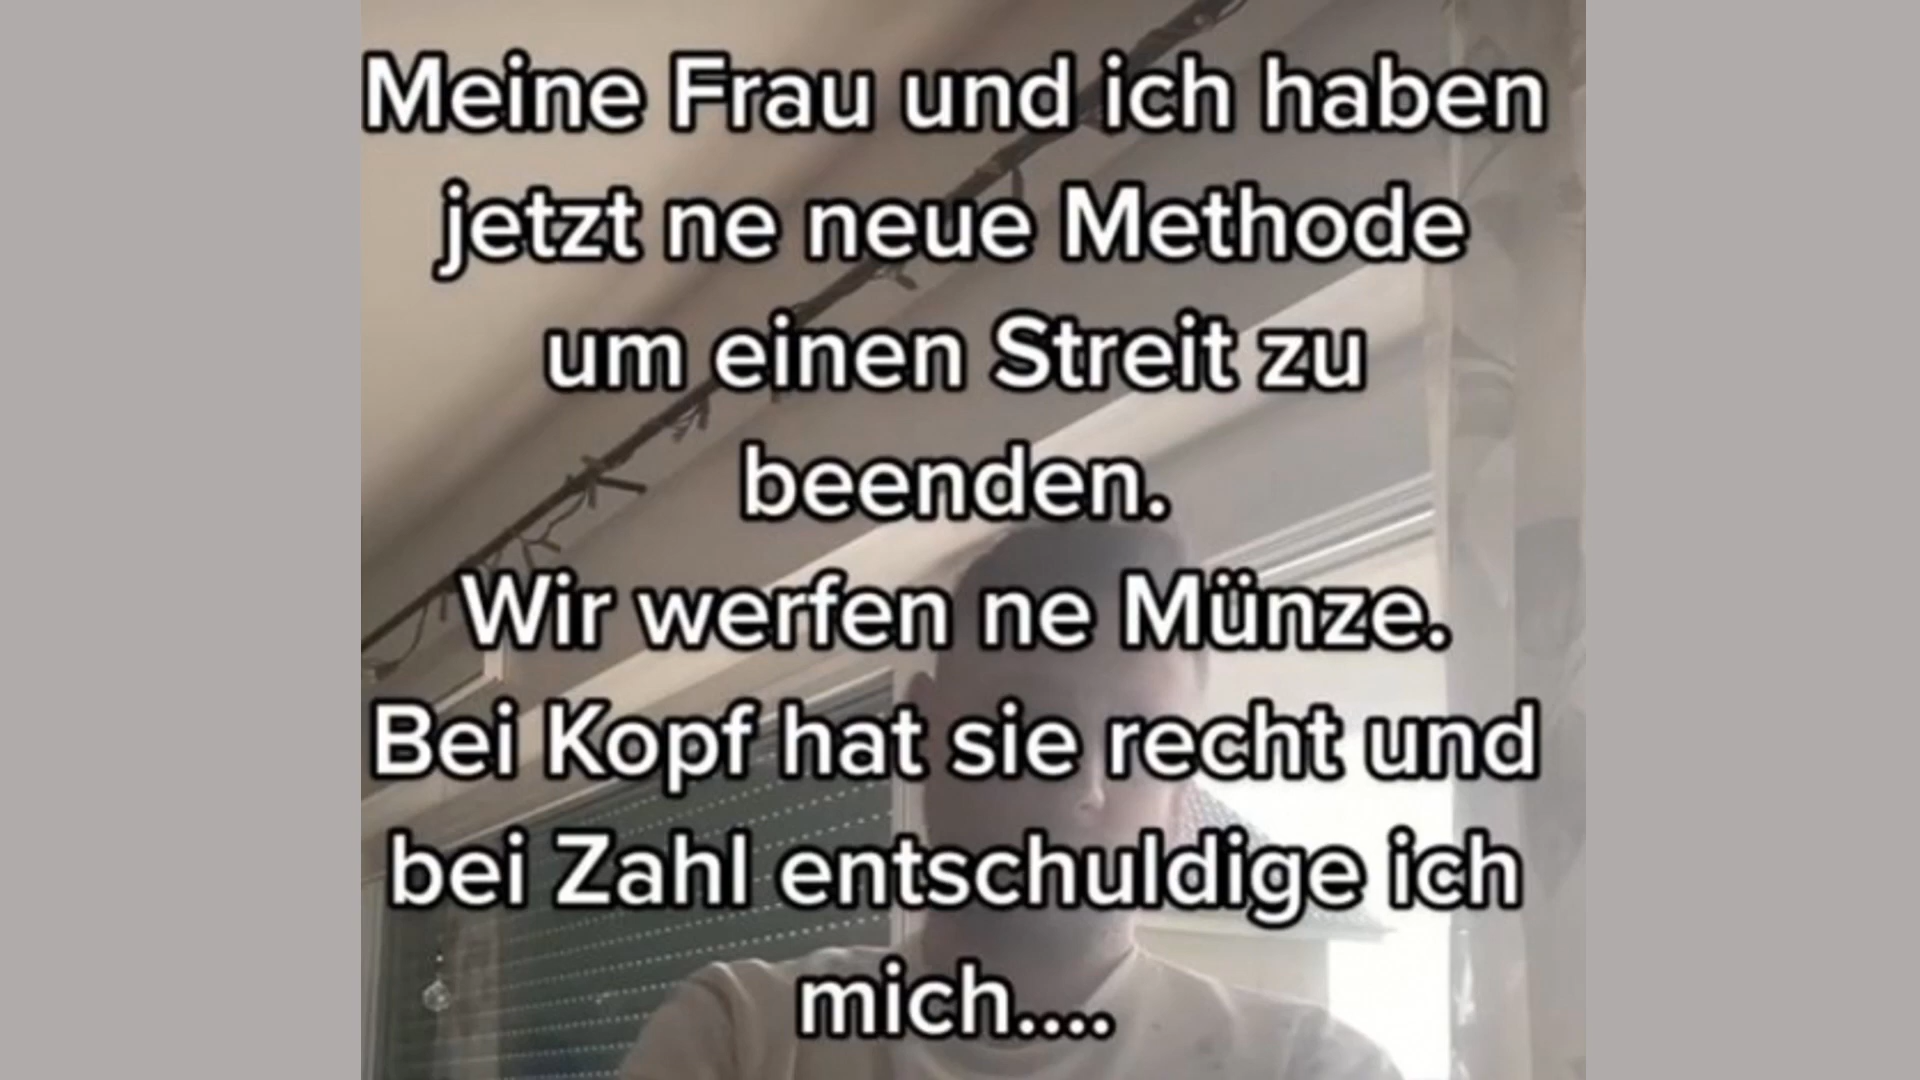 Meine Frau und ich haben
jetzt ne neue Methode
um einen Streit zu
beenden.
Wir werfen ne Münze.
Bei Kopf hat sie recht und
bei Zahl entschuldige ich
mich....